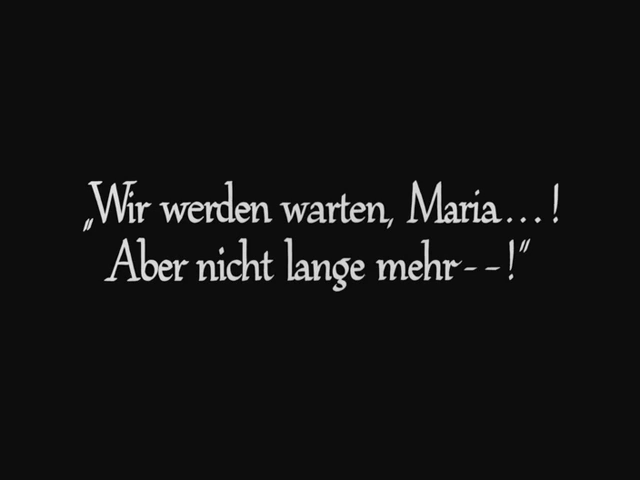 „Wir werden warten, Maria...!
Aber nicht lange mehr--!"